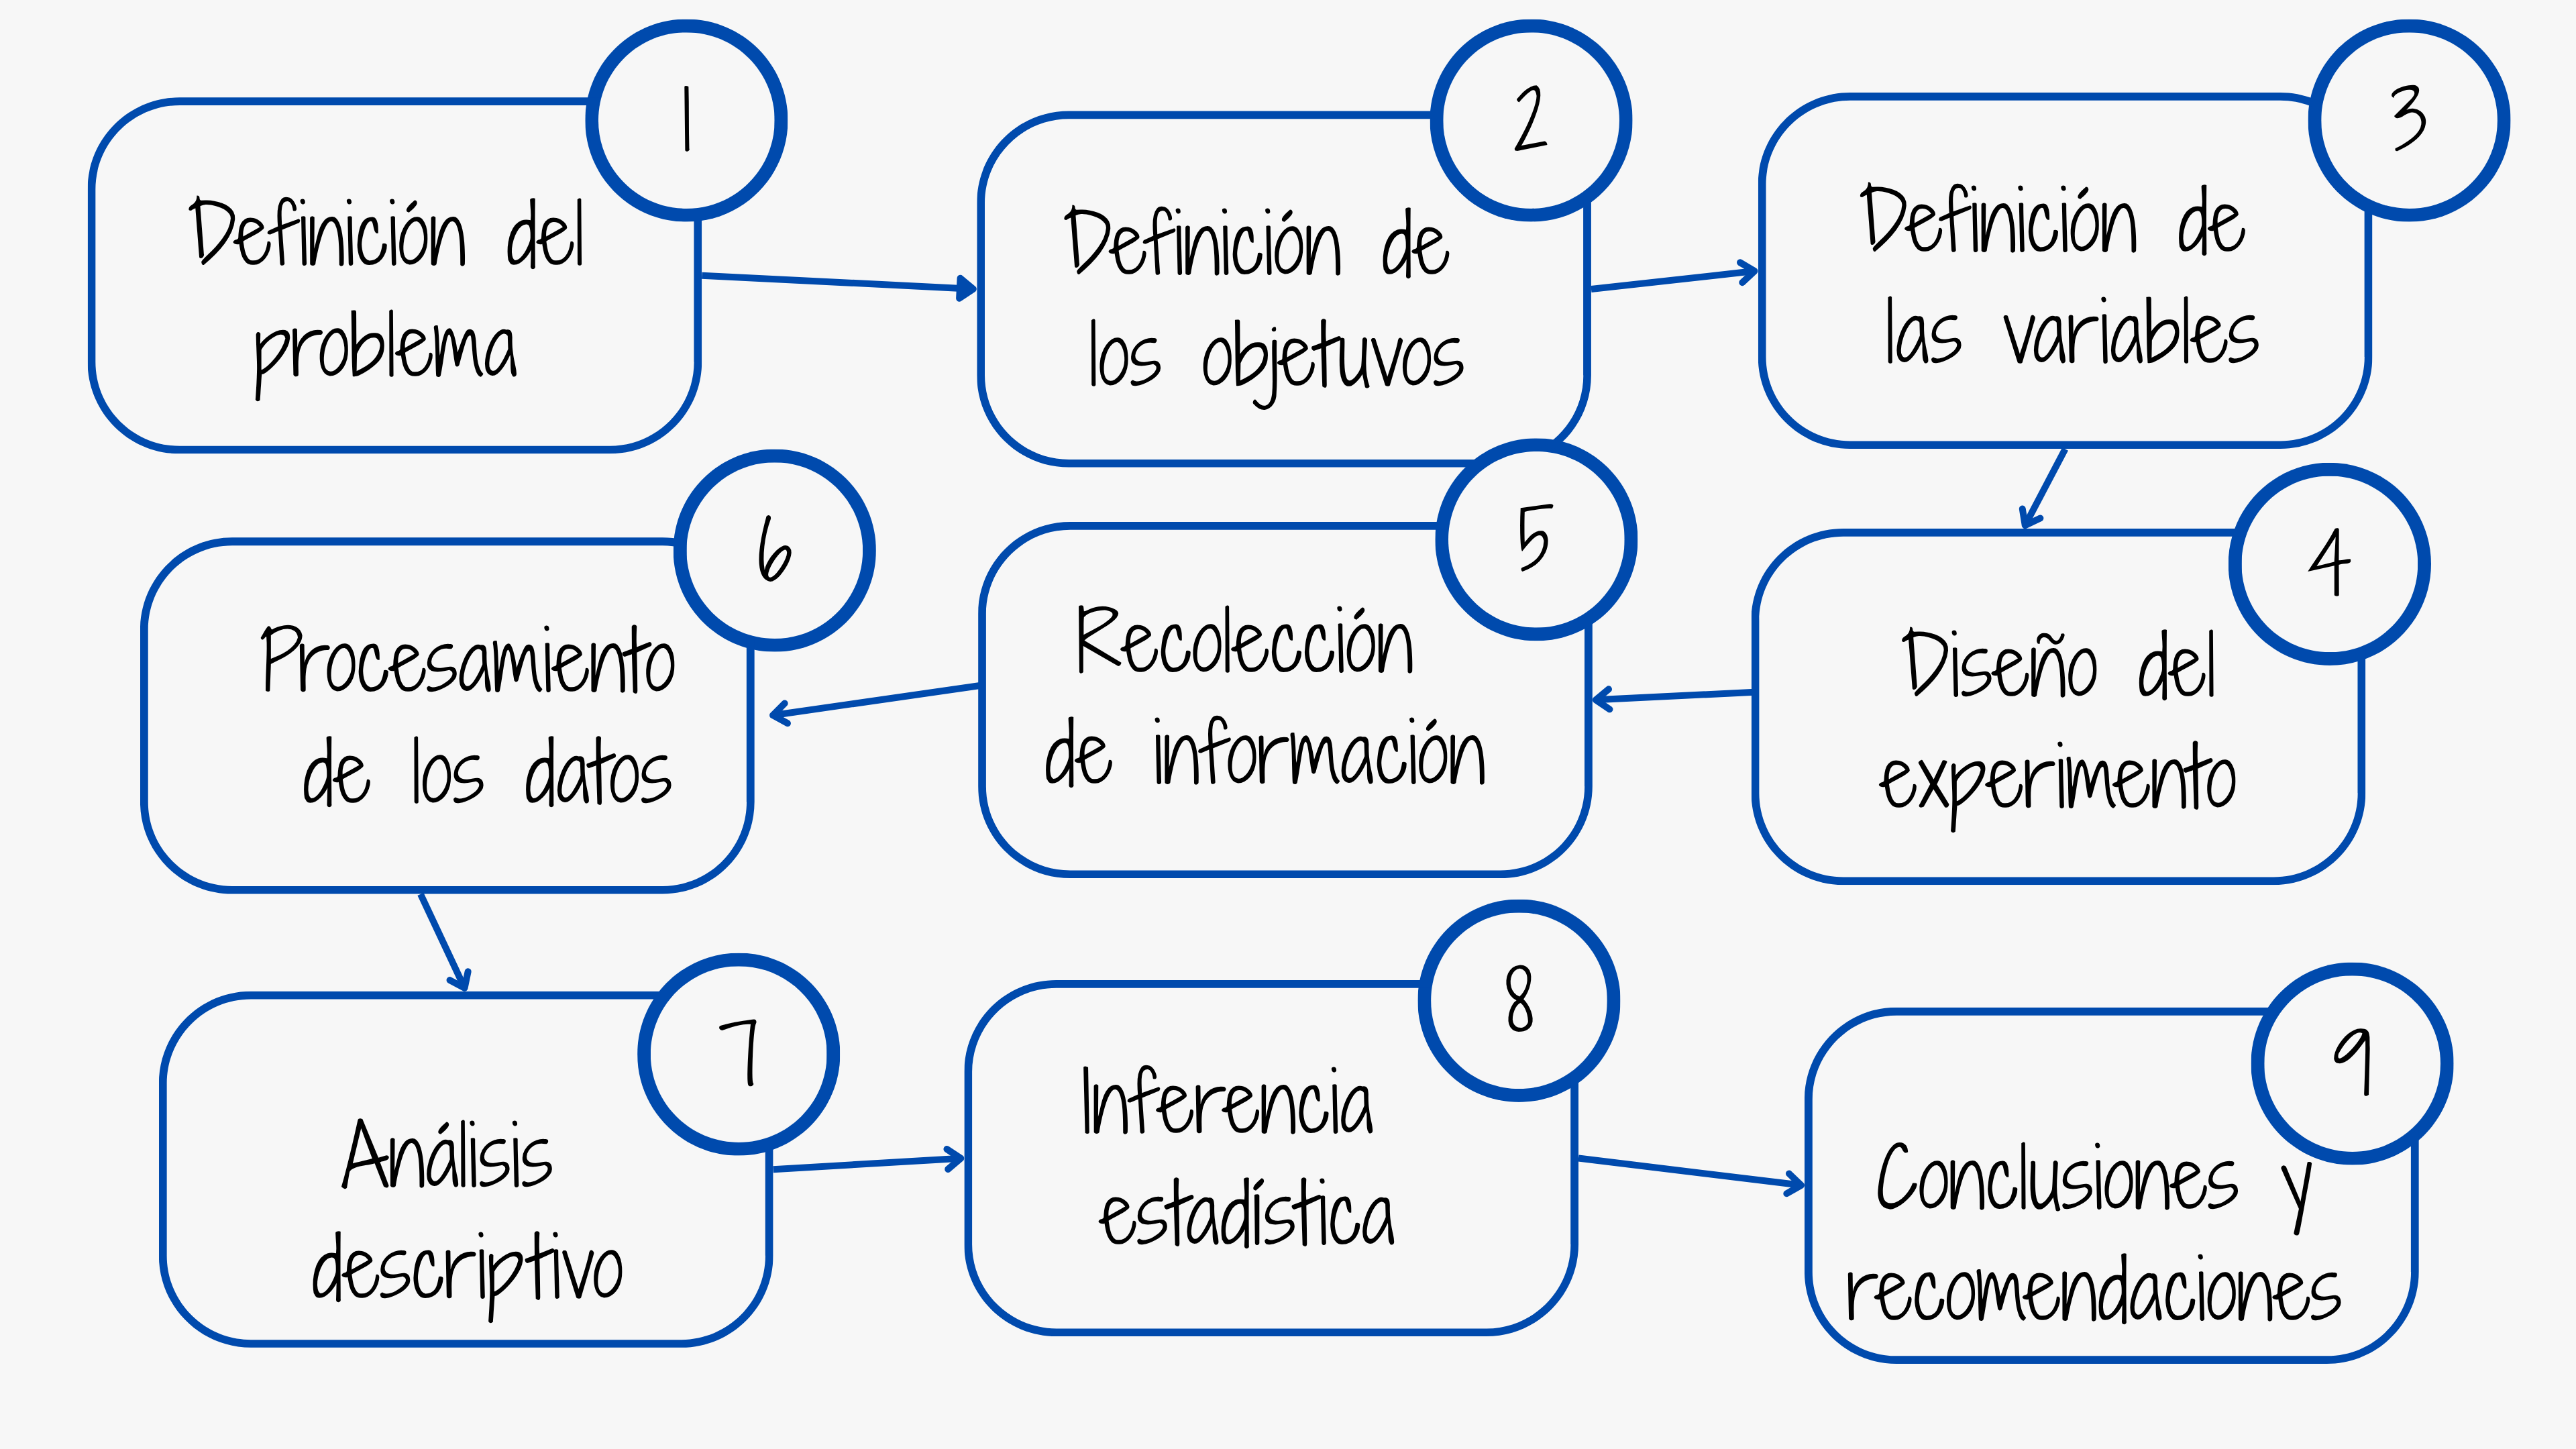 1
Definición del
problema
2
Definición de
los objetuvos
3
Definición de
las variables
4
Diseño del
experimento
5
Recolección
de información
6
Procesamiento
de los datos
7
Análisis
descriptivo
8
Inferencia
estadística
9
Conclusiones y
recomendaciones